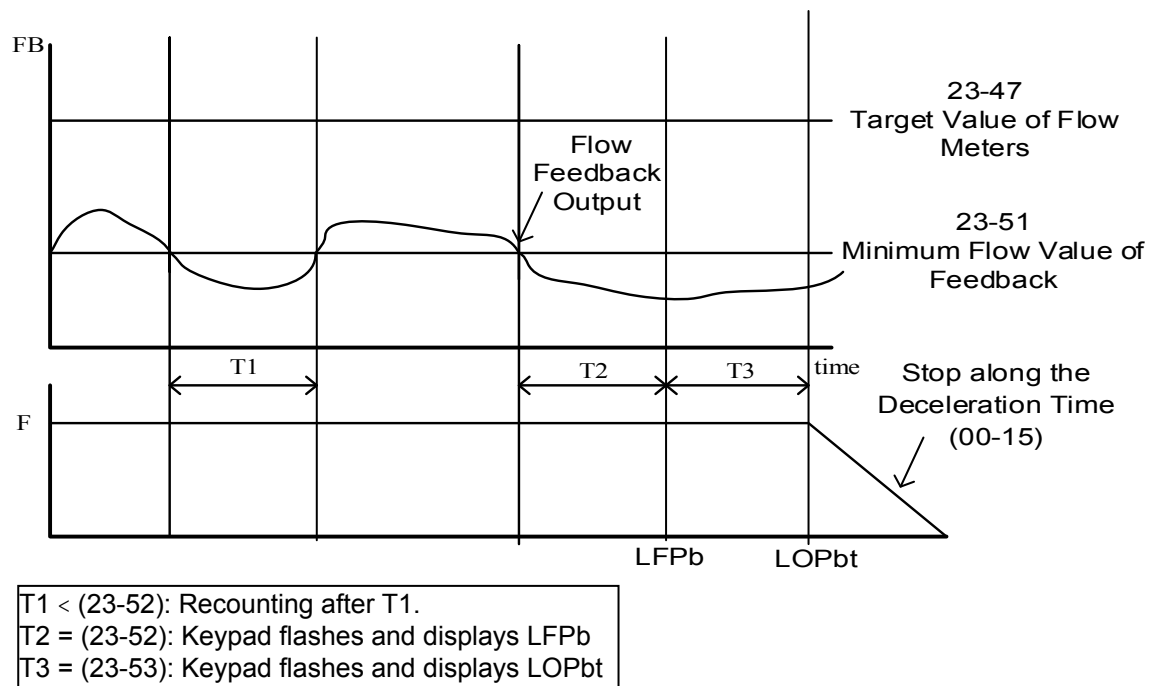 FB
23-47
Target Value of Flow
Meters
Flow
Feedback
Output
23-51
Minimum Flow Value of
Feedback
T1
T2
T3
time
Stop along the
Deceleration Time
(00-15)
F
LFPb
LOPbt
T1 < (23-52): Recounting after T1.
T2 = (23-52): Keypad flashes and displays LFPb
T3 = (23-53): Keypad flashes and displays LOPbt